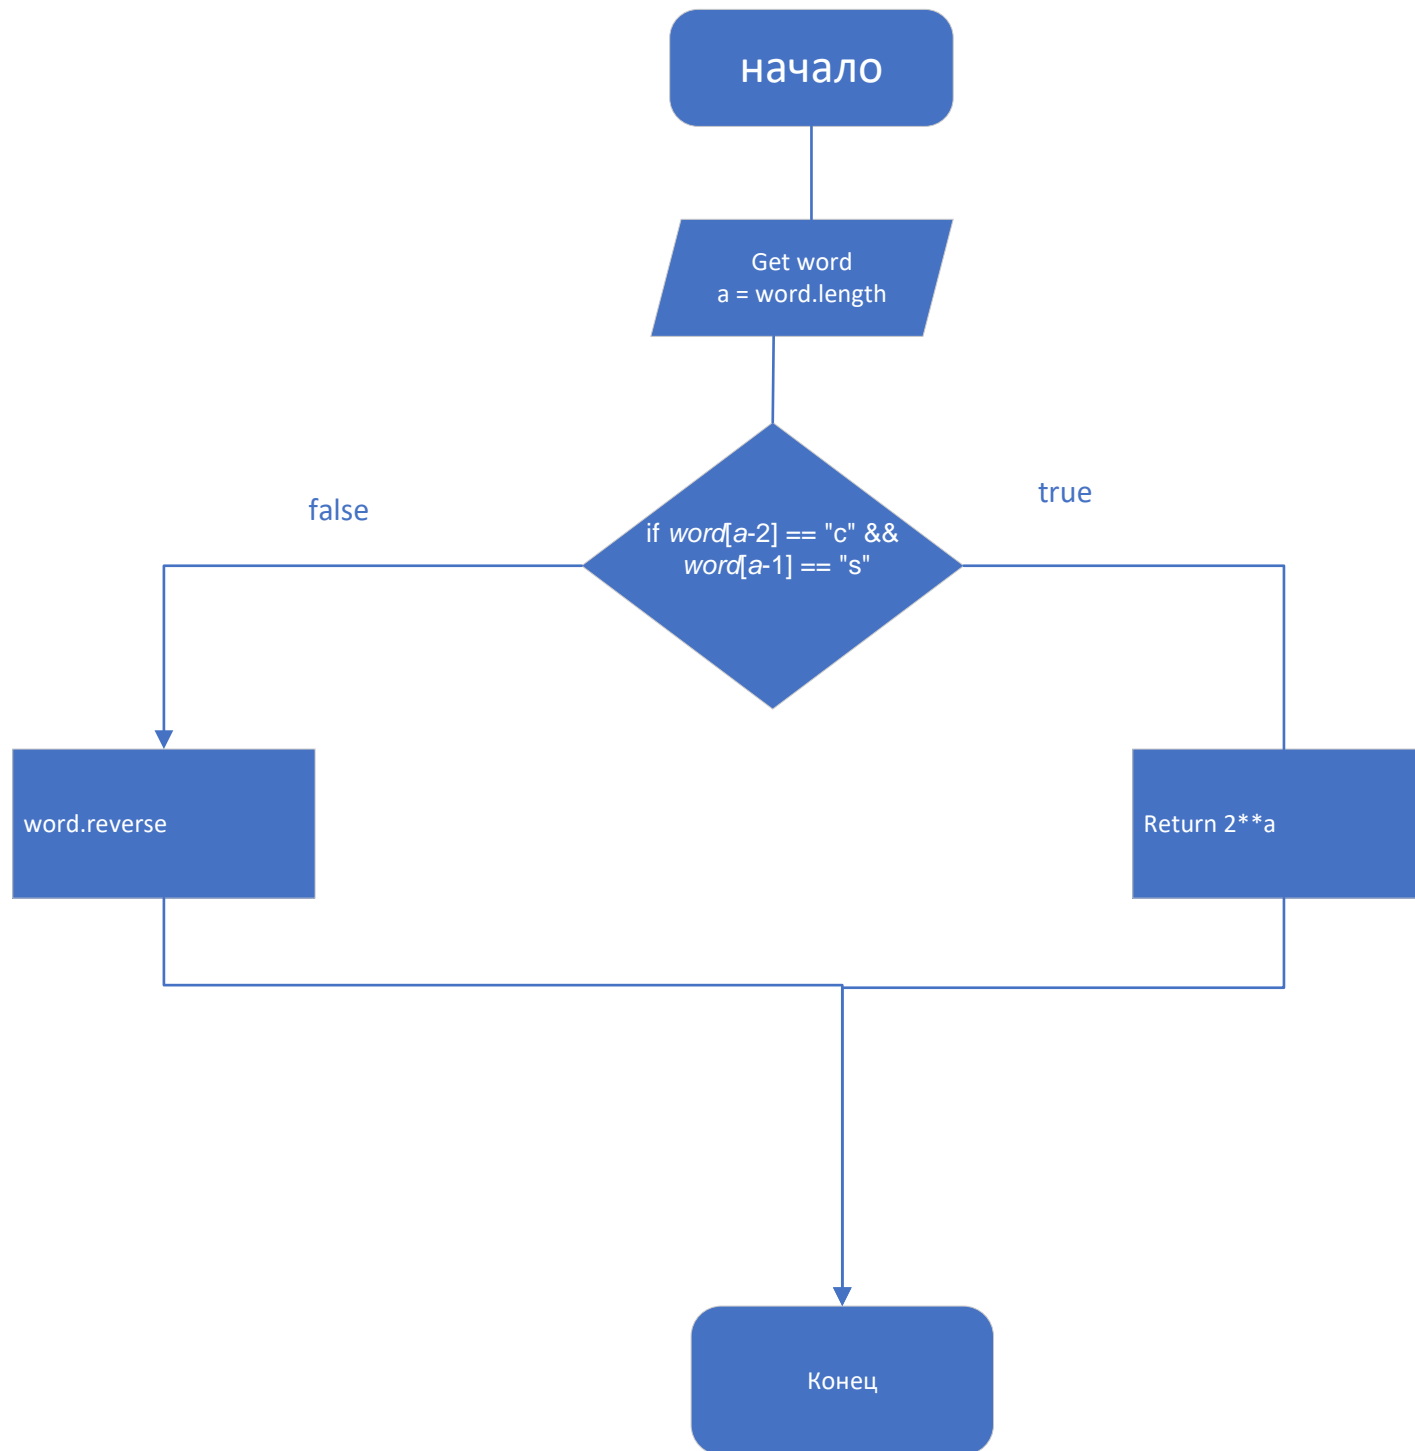 начало
Get word
a = word.length
false
true
if word[a-2] == "c" &&
word[a-1] == "s"
word.reverse
Return 2**a
Конец